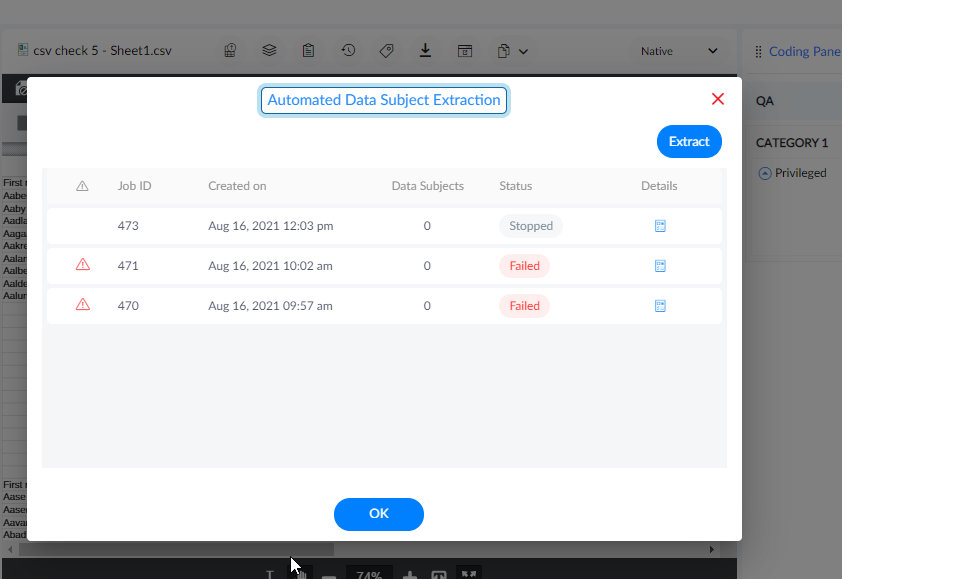 csv check 5 - Sheet1.csv
Native
Coding Pane
Automated Data Subject Extraction
QA
Extract
CATEGORY 1
Privileged
Job ID Created on Data Subjects Status Details
473 Aug 16, 2021 12:03 pm 0 Stopped
471 Aug 16, 2021 10:02 am 0 Failed
470 Aug 16, 2021 09:57 am 0 Failed
First
Aabe
Aaby
Aadla
Aaga
Aakre
Aalar
Aalbe
Aalde
Aalur
First
Aase
Aase
Aava
Abad
OK
74%